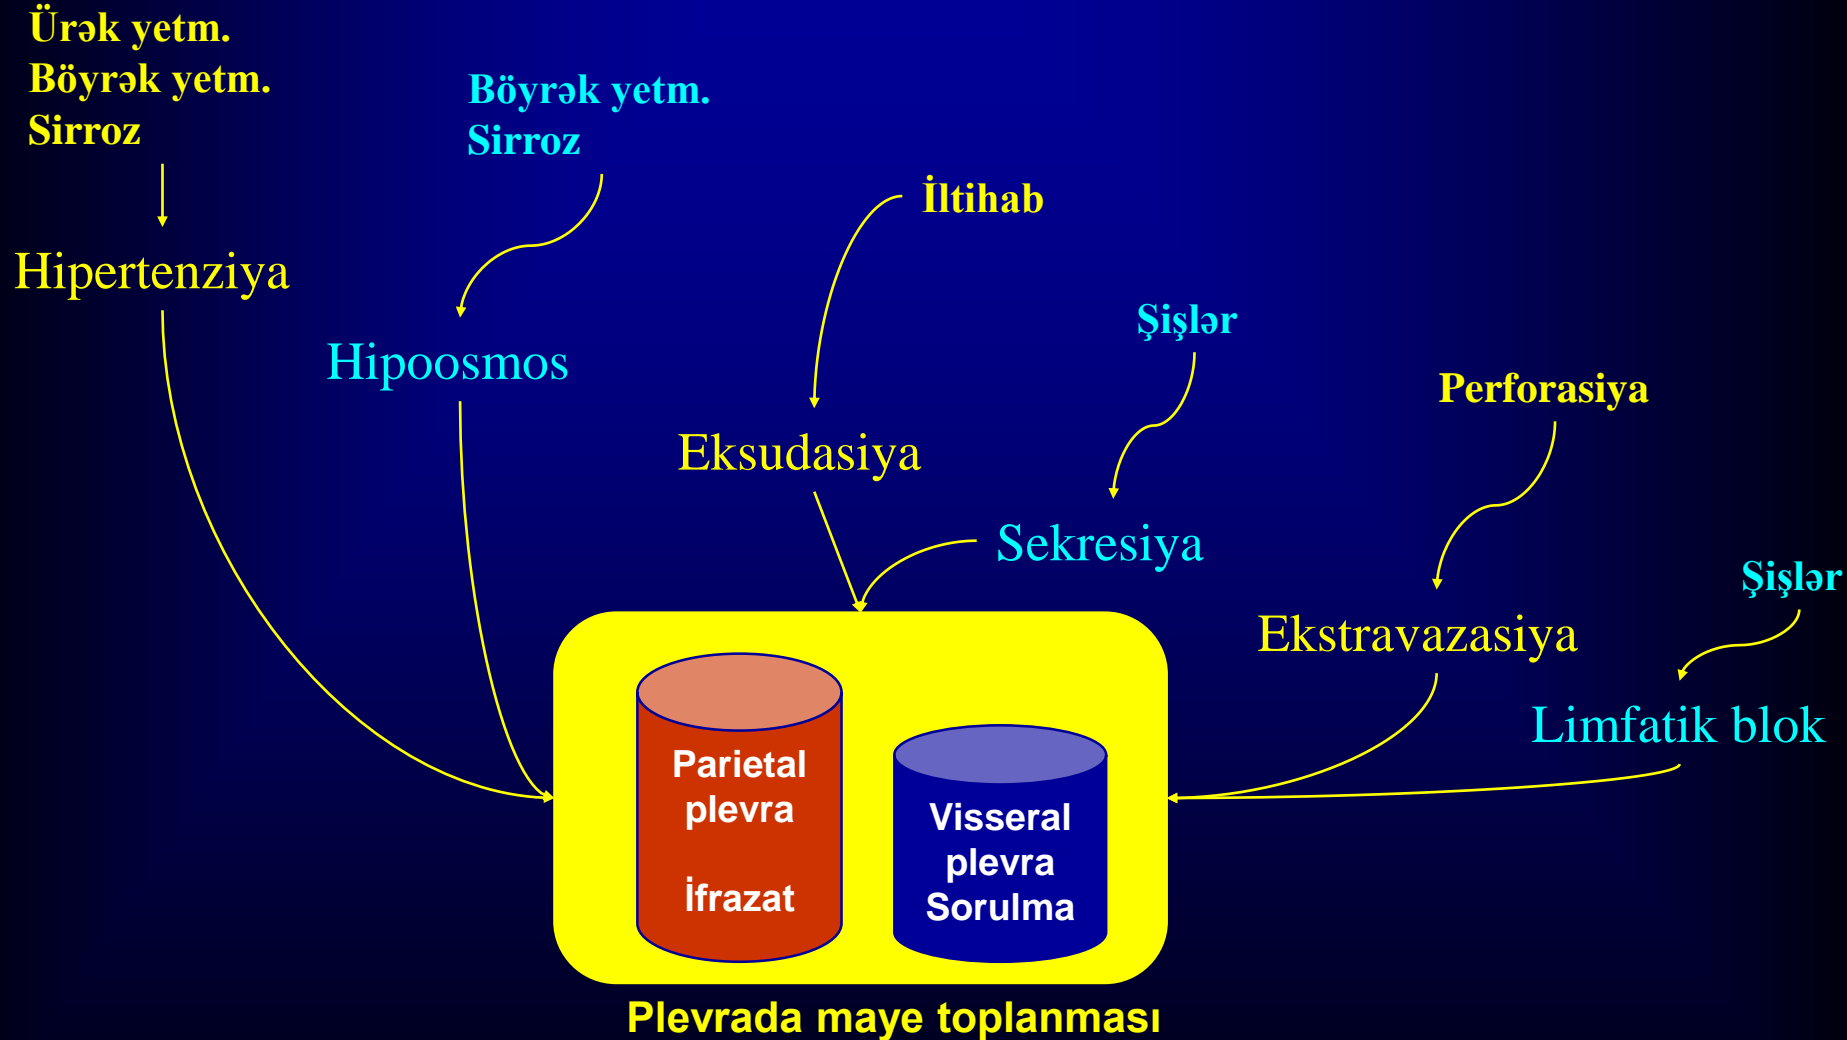 Ürək yetm.
Böyrək yetm.
Sirroz
Böyrək yetm.
Sirroz
İltihab
Hipertenziya
Şişlər
Hipoosmos
Perforasiya
Eksudasiya
Sekresiya
Şişlər
Ekstravazasiya
Limfatik blok
Parietal
plevra
İfrazat
Visseral
plevra
Sorulma
Plevrada maye toplanması